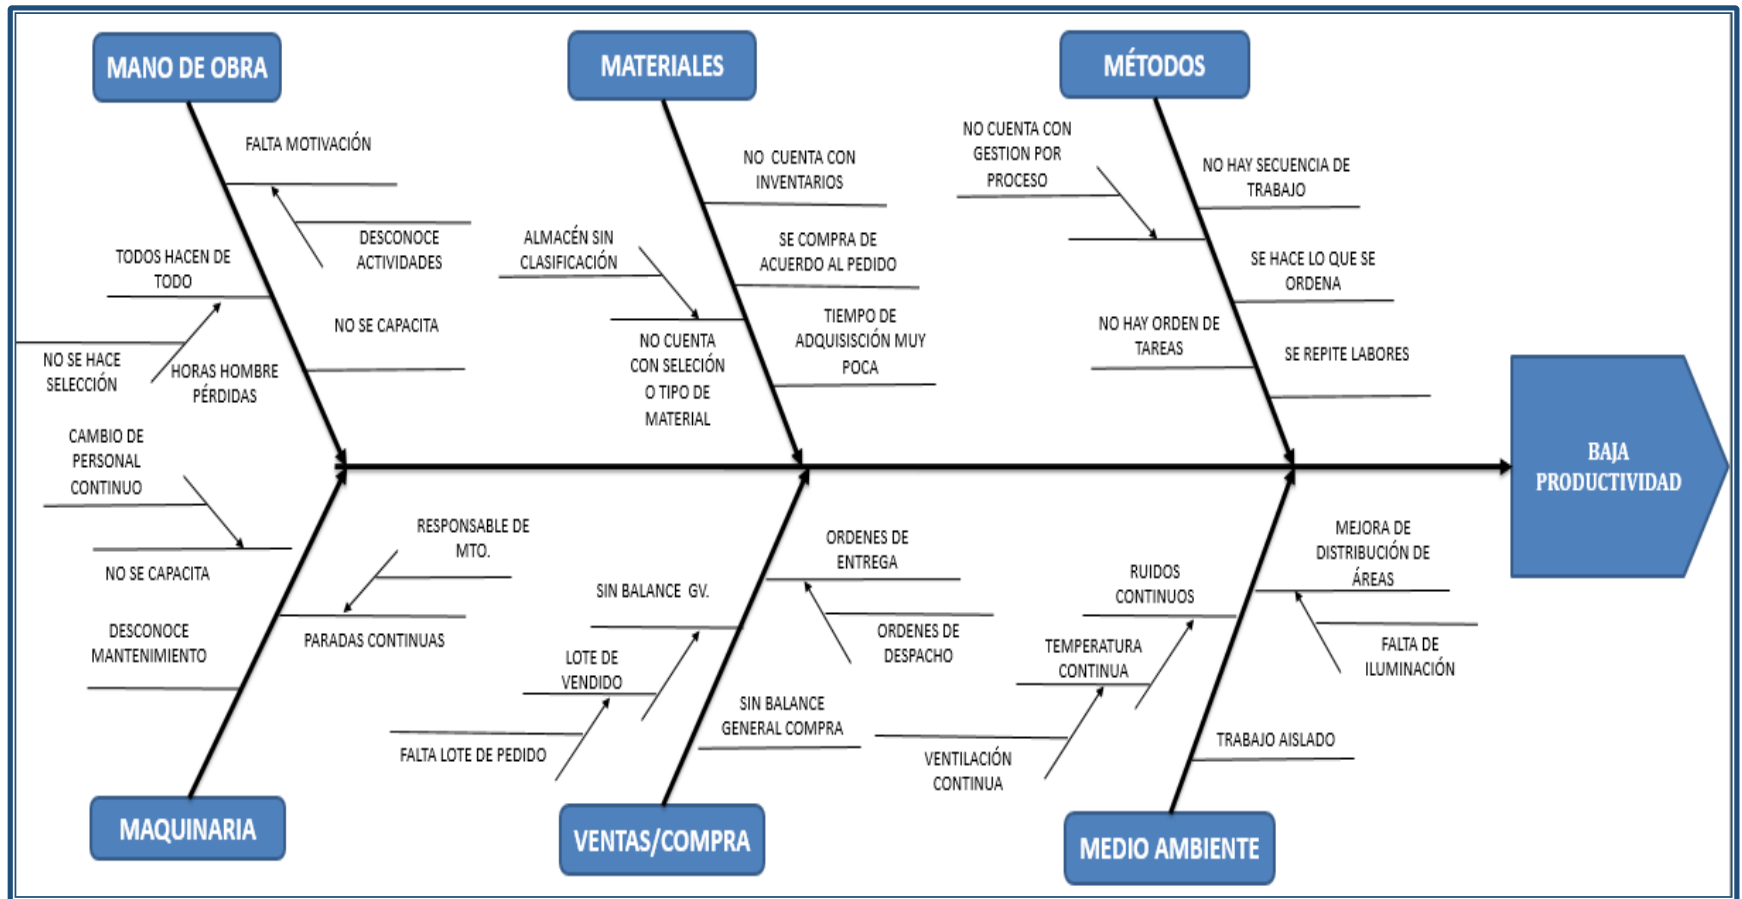 MANO DE OBRA
MATERIALES
MÉTODOS
FALTA MOTIVACIÓN
DESCONOCE
ACTIVIDADES
TODOS HACEN DE
TODO
NO SE HACE
SELECCIÓN
HORAS HOMBRE
PÉRDIDAS
NO SE CAPACITA
NO CUENTA CON
INVENTARIOS
SE COMPRA DE
ACUERDO AL PEDIDO
ALMACÉN SIN
CLASIFICACIÓN
NO CUENTA
CON SELECIÓN
O TIPO DE
MATERIAL
TIEMPO DE
ADQUISISCIÓN MUY
POCA
NO CUENTA CON
GESTION POR
PROCESO
NO HAY SECUENCIA DE
TRABAJO
SE HACE LO QUE SE
ORDENA
NO HAY ORDEN DE
TAREAS
SE REPITE LABORES
BAJA
PRODUCTIVIDAD
CAMBIO DE
PERSONAL
CONTINUO
NO SE CAPACITA
DESCONOCE
MANTENIMIENTO
RESPONSABLE DE
MTO.
PARADAS CONTINUAS
SIN BALANCE GV.
LOTE DE
VENDIDO
FALTA LOTE DE PEDIDO
ORDENES DE
ENTREGA
ORDENES DE
DESPACHO
SIN BALANCE
GENERAL COMPRA
RUIDOS
CONTINUOS
TEMPERATURA
CONTINUA
VENTILACIÓN
CONTINUA
MEJORA DE
DISTRIBUCIÓN DE
ÁREAS
FALTA DE
ILUMINACIÓN
TRABAJO AISLADO
MAQUINARIA
VENTAS/COMPRA
MEDIO AMBIENTE